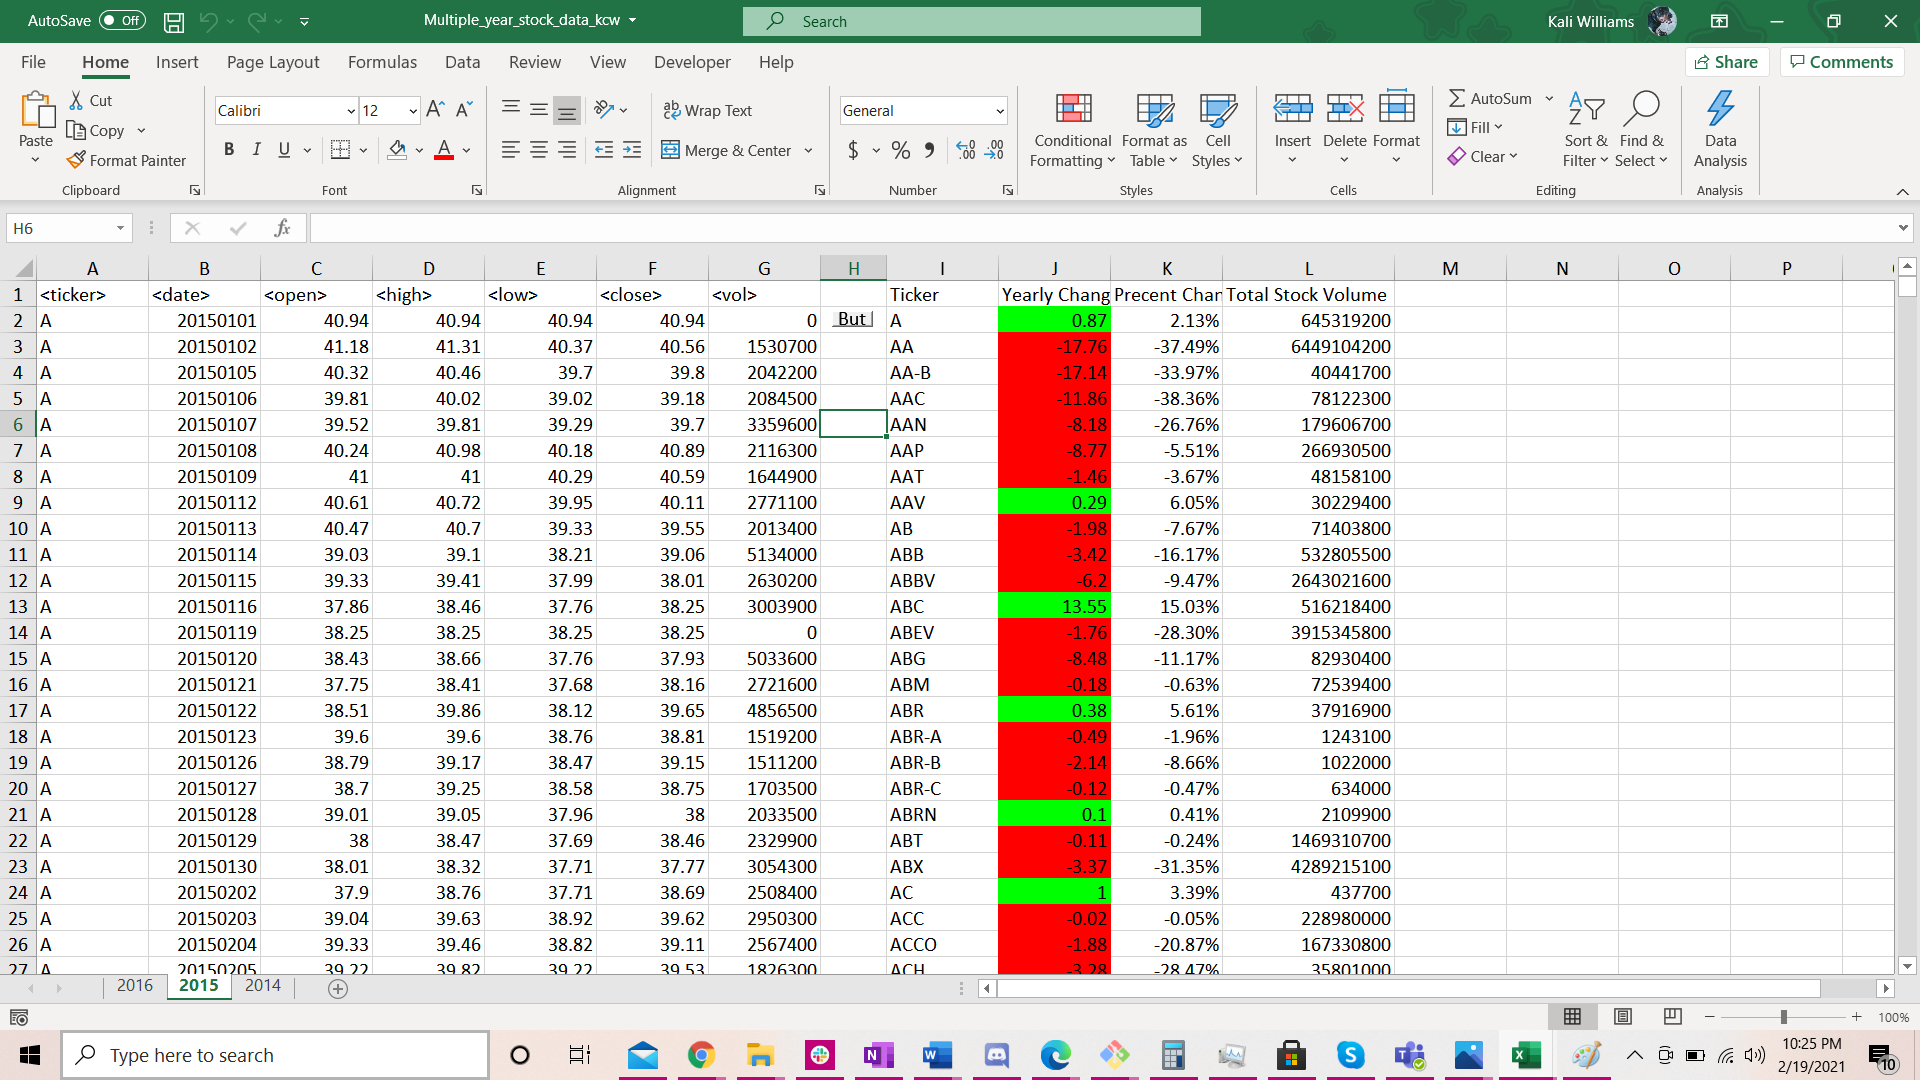 AutoSave Off Multiple_year_stock_data_kcw Search Kali Williams
File Home Insert Page Layout Formulas Data Review View Developer Help Share Comments
Paste Cut Copy Format Painter
Calibri 12 B I U A
Wrap Text Merge & Center
General $ % 9
Conditional Formatting Format as Table Cell Styles
Insert Delete Format
AutoSum Fill Clear Sort & Filter Find & Select
Data Analysis
Clipboard Font Alignment Number Styles Cells Editing Analysis
H6 fx
A B C D E F G H I J K L M N O P
1 <ticker> <date> <open> <high> <low> <close> <vol> Ticker Yearly Chang Precent Char Total Stock Volume
2 A 20150101 40.94 40.94 40.94 40.94 0 But A 0.87 2.13% 645319200
3 A 20150102 41.18 41.31 40.37 40.56 1530700 AA -17.76 -37.49% 6449104200
4 A 20150105 40.32 40.46 39.7 39.8 2042200 AA-B -17.14 -33.97% 40441700
5 A 20150106 39.81 40.02 39.02 39.18 2084500 AAC -11.86 -38.36% 78122300
6 A 20150107 39.52 39.81 39.29 39.7 3359600 AAN -8.18 -26.76% 179606700
7 A 20150108 40.24 40.98 40.18 40.89 2116300 AAP -8.77 -5.51% 266930500
8 A 20150109 41 41 40.29 40.59 1644900 AAT -1.46 -3.67% 48158100
9 A 20150112 40.61 40.72 39.95 40.11 2771100 AAV 0.29 6.05% 30229400
10 A 20150113 40.47 40.7 39.33 39.55 2013400 AB -1.98 -7.67% 71403800
11 A 20150114 39.03 39.1 38.21 39.06 5134000 ABB -3.42 -16.17% 532805500
12 A 20150115 39.33 39.41 37.99 38.01 2630200 ABBV -6.2 -9.47% 2643021600
13 A 20150116 37.86 38.46 37.76 38.25 3003900 ABC 13.55 15.03% 516218400
14 A 20150119 38.25 38.25 38.25 38.25 0 ABEV -1.76 -28.30% 3915345800
15 A 20150120 38.43 38.66 37.76 37.93 5033600 ABG -8.48 -11.17% 82930400
16 A 20150121 37.75 38.41 37.68 38.16 2721600 ABM -0.18 -0.63% 72539400
17 A 20150122 38.51 39.86 38.12 39.65 4856500 ABR 0.38 5.61% 37916900
18 A 20150123 39.6 39.6 38.76 38.81 1519200 ABR-A -0.49 -1.96% 1243100
19 A 20150126 38.79 39.17 38.47 39.15 1511200 ABR-B -2.14 -8.66% 1022000
20 A 20150127 38.7 39.25 38.58 38.75 1703500 ABR-C -0.12 -0.47% 634000
21 A 20150128 39.01 39.05 37.96 38 2033500 ABRN 0.1 0.41% 2109900
22 A 20150129 38 38.47 37.69 38.46 2329900 ABT -0.11 -0.24% 1469310700
23 A 20150130 38.01 38.32 37.71 37.77 3054300 ABX -3.37 -31.35% 4289215100
24 A 20150202 37.9 38.76 37.71 38.69 2508400 AC 1 3.39% 437700
25 A 20150203 39.04 39.63 38.92 39.62 2950300 ACC -0.02 -0.05% 228980000
26 A 20150204 39.33 39.46 38.82 39.11 2567400 ACCO -1.88 -20.87% 167330800
27 A 20150205 39.22 39.82 39.22 39.53 1826300 ACH -3.28 -28.47% 35801000
2016 2015 2014
100%
Type here to search 10:25 PM
2/19/2021
10